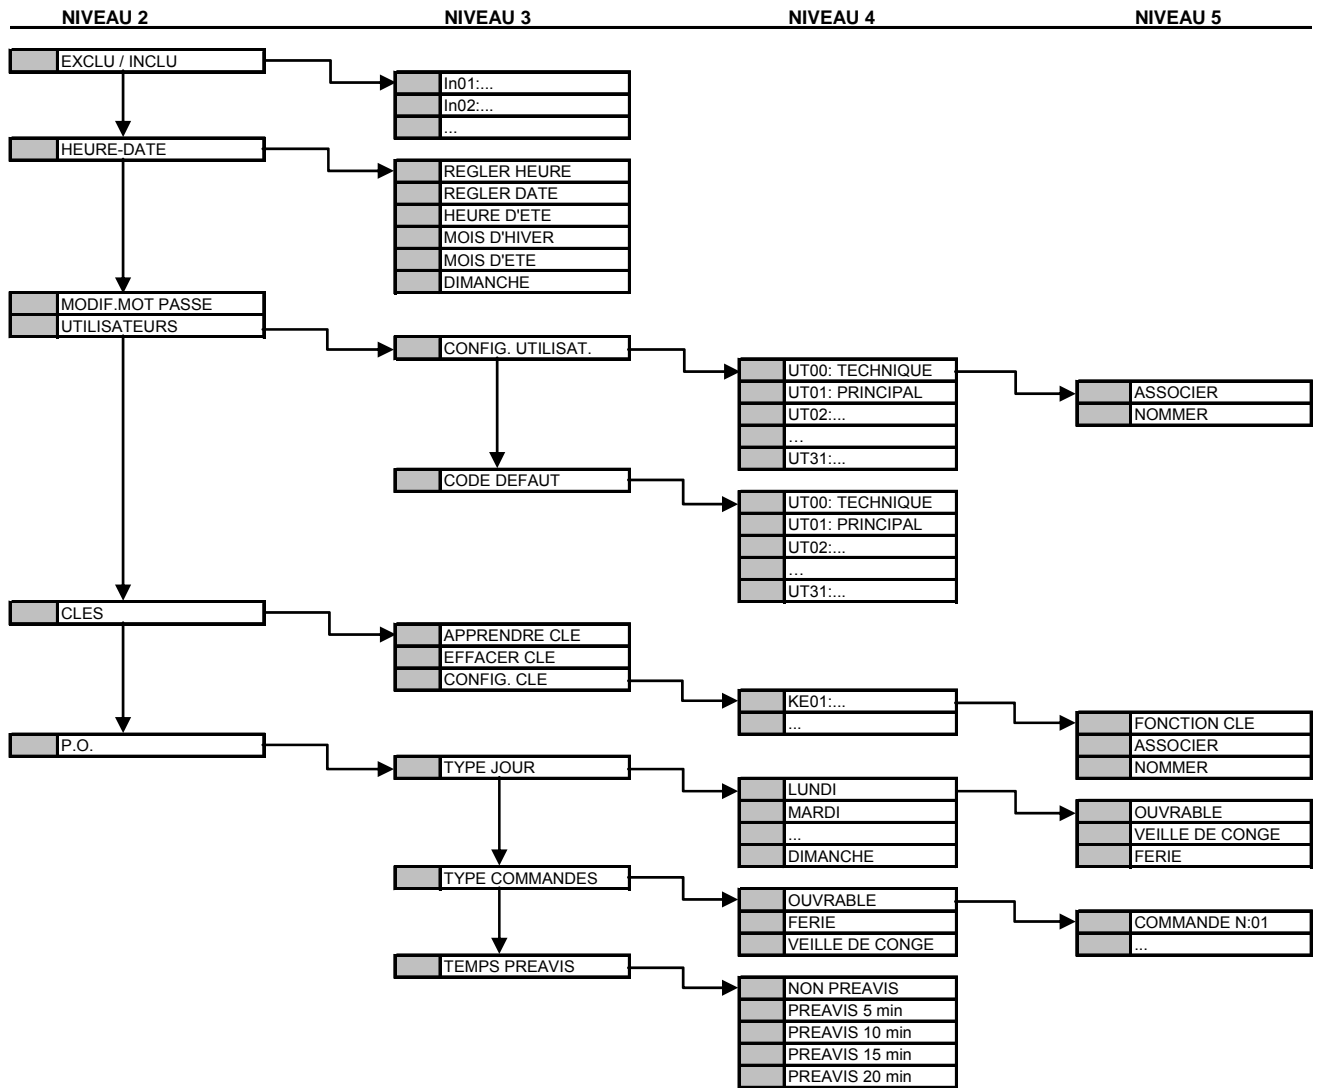 NIVEAU 2 NIVEAU 3 NIVEAU 4 NIVEAU 5
EXCLU / INCLU
In01:...
In02:...
...
HEURE-DATE
REGLER HEURE
REGLER DATE
HEURE D'ETE
MOIS D'HIVER
MOIS D'ETE
DIMANCHE
MODIF.MOT PASSE
UTILISATEURS
CONFIG. UTILISAT.
UT00: TECHNIQUE
UT01: PRINCIPAL
UT02:...
...
UT31:...
ASSOCIER
NOMMER
CODE DEFAUT
UT00: TECHNIQUE
UT01: PRINCIPAL
UT02:...
...
UT31:...
CLES
APPRENDRE CLE
EFFACER CLE
CONFIG. CLE
KE01:...
...
FONCTION CLE
ASSOCIER
NOMMER
P.O.
TYPE JOUR
LUNDI
MARDI
...
DIMANCHE
OUVRABLE
VEILLE DE CONGE
FERIE
TYPE COMMANDES
OUVRABLE
FERIE
VEILLE DE CONGE
COMMANDE N:01
...
TEMPS PREAVIS
NON PREAVIS
PREAVIS 5 min
PREAVIS 10 min
PREAVIS 15 min
PREAVIS 20 min